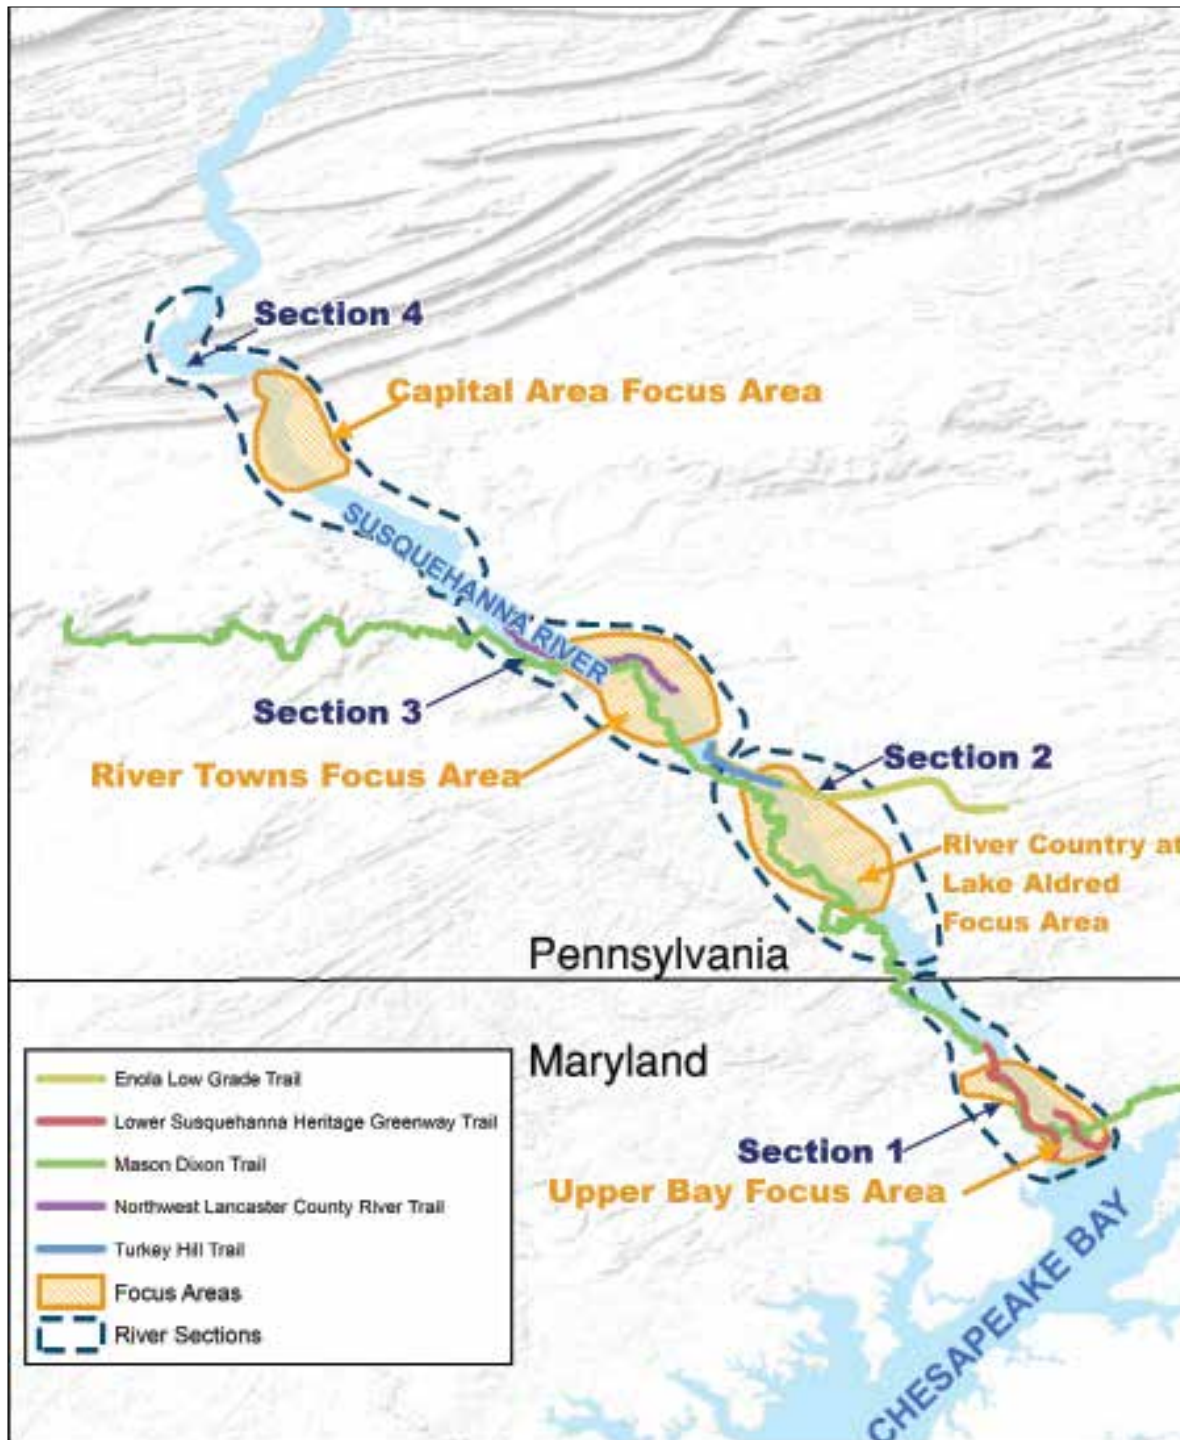 Section 4
Capital Area Focus Area
SUSQUEHANNA RIVER
Section 3
River Towns Focus Area
Section 2
River Country at
Lake Aldred
Focus Area
Pennsylvania
Maryland
Section 1
Upper Bay Focus Area
CHESAPEAKE BAY
Enola Low Grade Trail
Lower Susquehanna Heritage Greenway Trail
Mason Dixon Trail
Northwest Lancaster County River Trail
Turkey Hill Trail
Focus Areas
River Sections